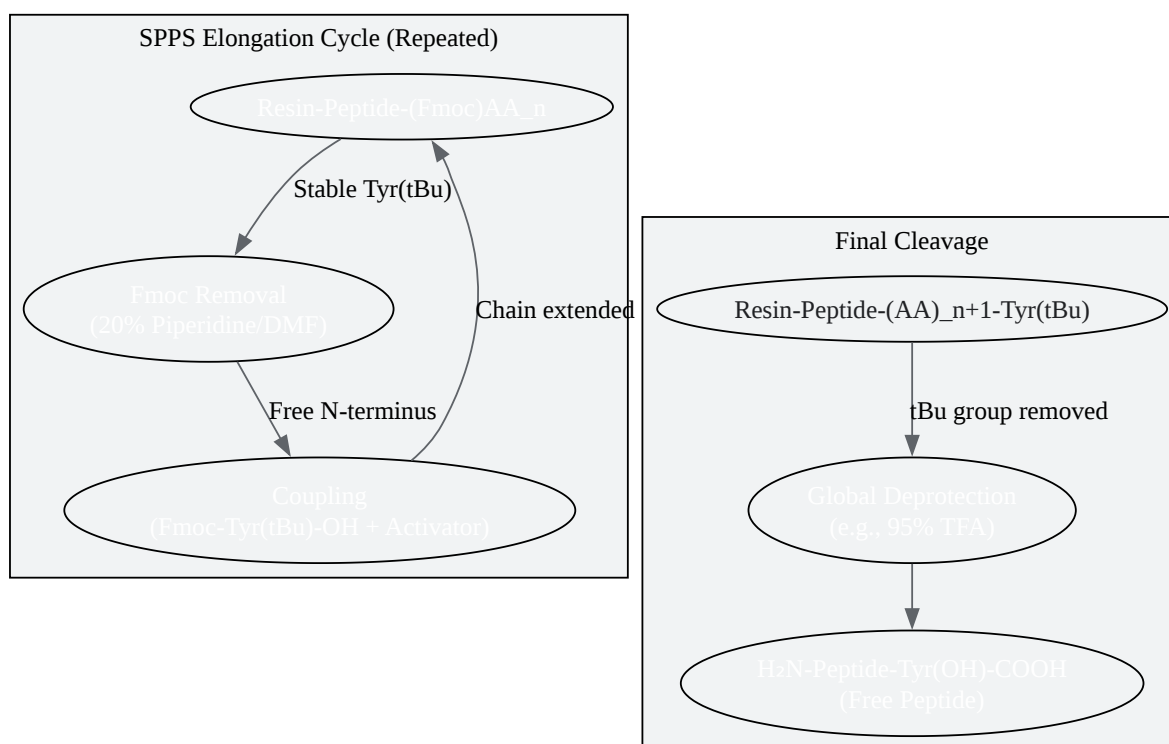 SPPS Elongation Cycle (Repeated)
Resin-Peptide-(Fmoc)AA_n
Stable Tyr(tBu)
Fmoc Removal
(20% Piperidine/DMF)
Chain extended
Free N-terminus
Coupling
(Fmoc-Tyr(tBu)-OH + Activator)
Final Cleavage
Resin-Peptide-(AA)_n+1-Tyr(tBu)
tBu group removed
Global Deprotection
(e.g., 95% TFA)
H₂N-Peptide-Tyr(OH)-COOH
(Free Peptide)